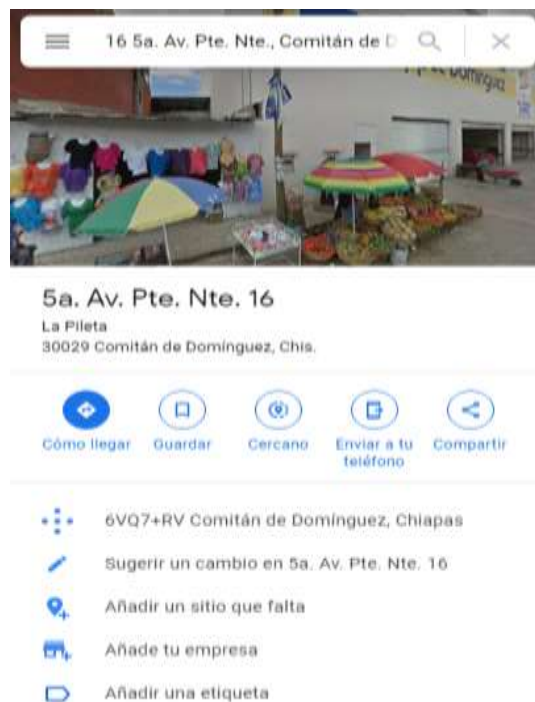 16 5a. Av. Pte. Nte., Comitán de D
Domínguez
5a. Av. Pte. Nte. 16
La Pileta
30029 Comitán de Domínguez, Chis.
Cómo llegar
Guardar
Cercano
Enviar a tu
teléfono
Compartir
6VQ7+RV Comitán de Domínguez, Chiapas
Sugerir un cambio en 5a. Av. Pte. Nte. 16
Añadir un sitio que falta
Añade tu empresa
Añadir una etiqueta